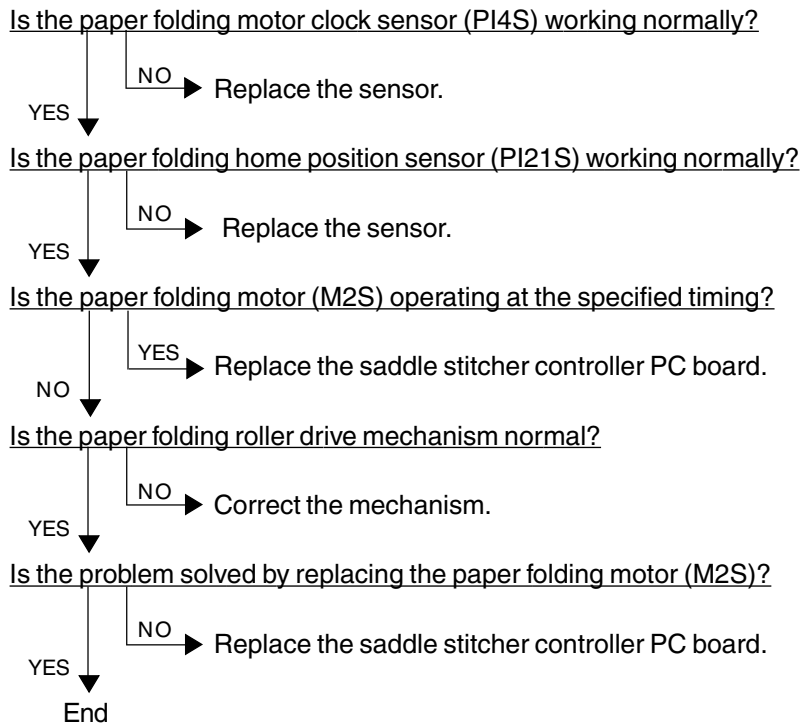 Is the paper folding motor clock sensor (PI4S) working normally?
NO
Replace the sensor.
YES
Is the paper folding home position sensor (PI21S) working normally?
NO
Replace the sensor.
YES
Is the paper folding motor (M2S) operating at the specified timing?
YES
Replace the saddle stitcher controller PC board.
NO
Is the paper folding roller drive mechanism normal?
NO
Correct the mechanism.
YES
Is the problem solved by replacing the paper folding motor (M2S)?
NO
Replace the saddle stitcher controller PC board.
YES
End